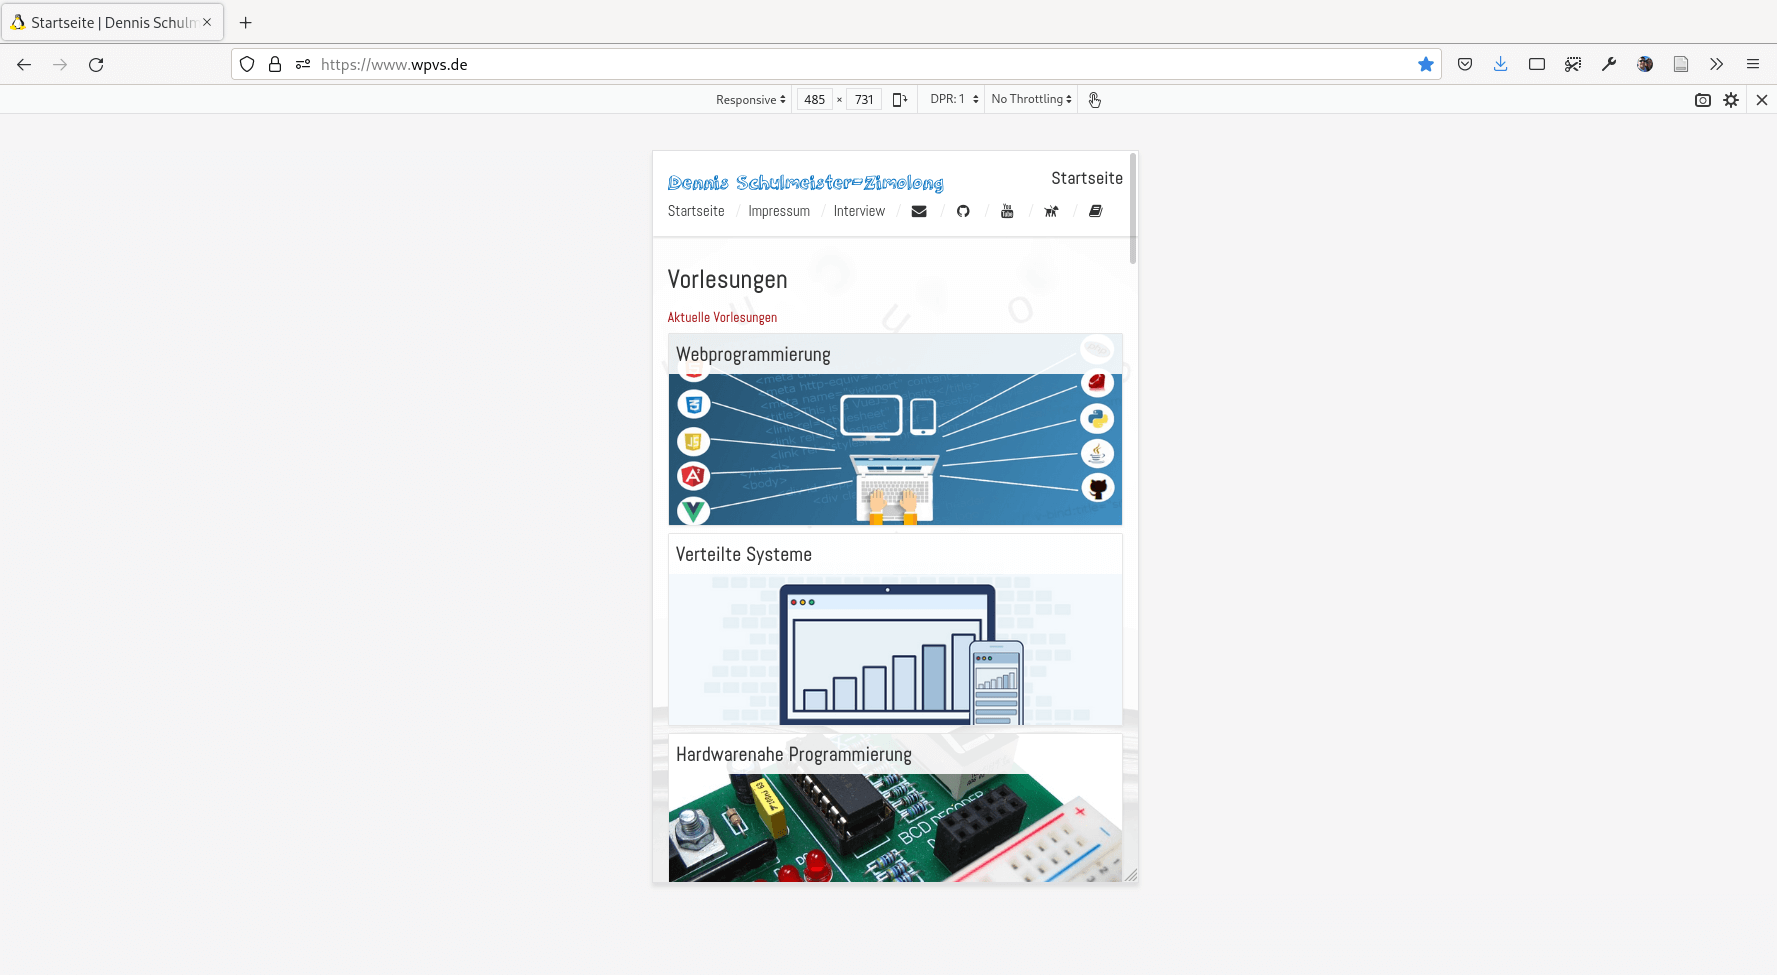 Startseite | Dennis Schulm
https://www.wpvs.de
Responsive 485 × 731 DPR: 1 No Throttling
Dennis Schulmeister-Zimolong Startseite
Startseite / Impressum / Interview / / / / /
Vorlesungen
Aktuelle Vorlesungen
Webprogrammierung
Verteilte Systeme
Hardwarenahe Programmierung
BCD DECODER